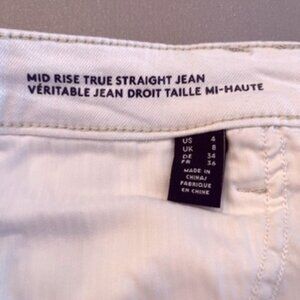 MID RISE TRUE STRAIGHT JEAN
VÉRITABLE JEAN DROIT TAILLE MI-HAUTE
US 4
UK 8
DE 34
FR 36
MADE IN
CHINA/
FABRIQUÉ
EN CHINE